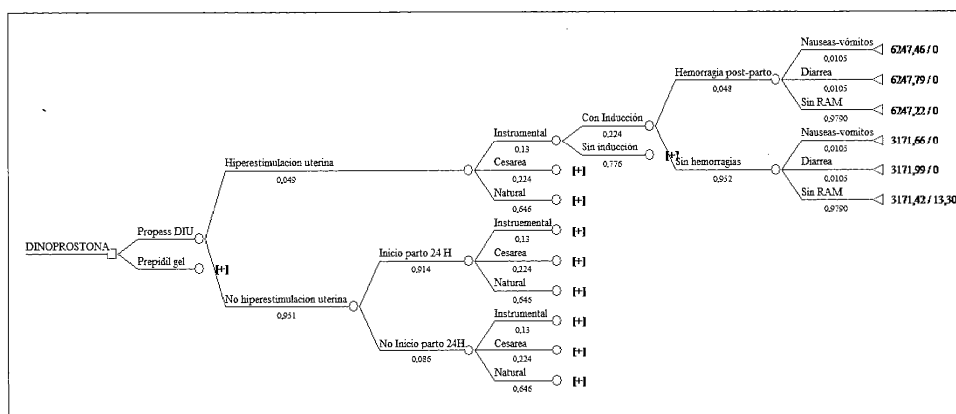 Nauseas-vómitos
0,0105
6247,46 / 0
Hemorragia post-parto
0,048
Diarrea
0,0105
6247,79 / 0
Sin RAM
0,9790
6247,22 / 0
Con Inducción
0,224
Instrumental
0,13
Sin inducción
0,776
[+]
Nauseas-vomitos
0,0105
3171,66 / 0
Hiperestimulacion uterina
0,049
Cesarea
0,224
[+]
Sin hemorragias
0,952
Diarrea
0,0105
3171,99 / 0
Natural
0,646
[+]
Sin RAM
0,9790
3171,42 / 13,30
DINOPROSTONA
Propess DIU
Prepidil gel
[+]
Instruemental
0,13
[+]
Inicio parto 24 H
0,914
Cesarea
0,224
[+]
Natural
0,646
[+]
No hiperestimulacion uterina
0,951
Instrumental
0,13
[+]
No Inicio parto 24H
0,086
Cesarea
0,224
[+]
Natural
0,646
[+]